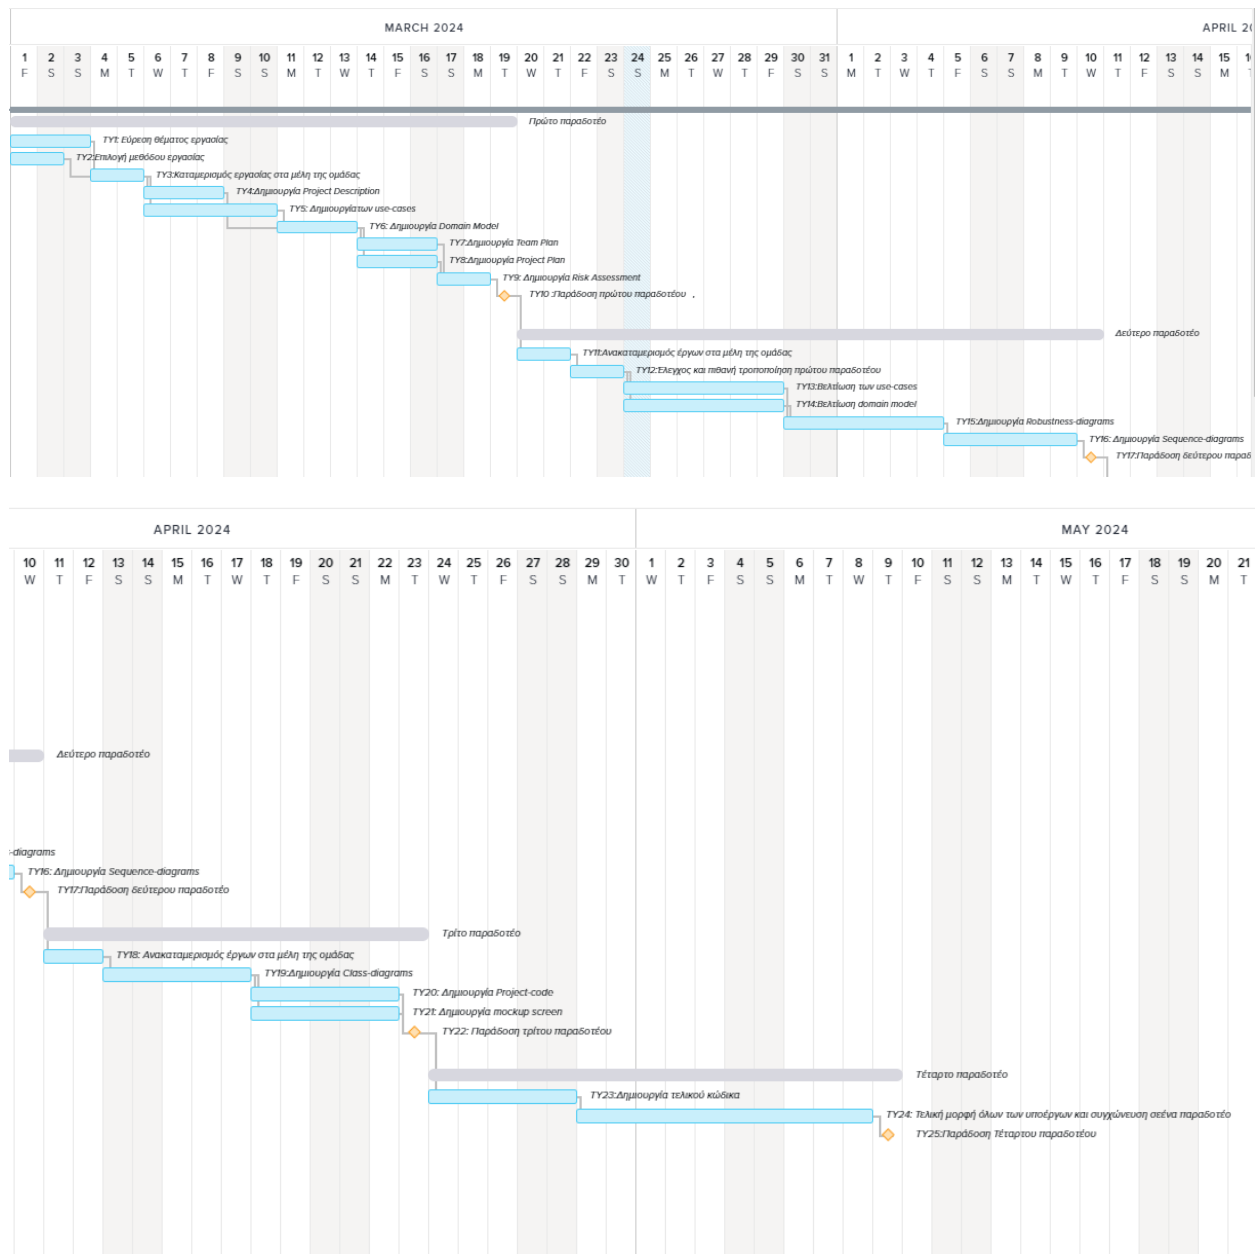 MARCH 2024 APRIL 2(
1 2 3 4 5 6 7 8 9 10 11 12 13 14 15 16 17 18 19 20 21 22 23 24 25 26 27 28 29 30 31 1 2 3 4 5 6 7 8 9 10 11 12 13 14 15 1
F S S M T W T F S S M T W T F S S M T W T F S S M T W T F S S M T W T F S S M T W T F S S M T
Πρώτο παραδοτέο
ΤΥ1: Εύρεση θέματος εργασίας
ΤΥ2:Επιλογή μεθόδου εργασίας
ΤΥ3:Καταμερισμός εργασίας στα μέλη της ομάδας
ΤΥ4:Δημιουργία Project Description
ΤΥ5: Δημιουργίατων use-cases
ΤΥ6: Δημιουργία Domain Model
ΤΥ7:Δημιουργία Team Plan
ΤΥ8:Δημιουργία Project Plan
ΤΥ9: Δημιουργία Risk Assessment
ΤΥ10 :Παράδοση πρώτου παραδοτέου .
Δεύτερο παραδοτέο
ΤΥ11:Ανακαταμερισμός έργων στα μέλη της ομάδας
ΤΥ12:Έλεγχος και πιθανή τροποποίηση πρώτου παραδοτέου
ΤΥ13:Βελτίωση των use-cases
ΤΥ14:Βελτίωση domain model
ΤΥ15:Δημιουργία Robustness-diagrams
ΤΥ16: Δημιουργία Sequence-diagrams
ΤΥ17:Παράδοση δεύτερου παραδ
APRIL 2024 MAY 2024
10 11 12 13 14 15 16 17 18 19 20 21 22 23 24 25 26 27 28 29 30 1 2 3 4 5 6 7 8 9 10 11 12 13 14 15 16 17 18 19 20 21
W T F S S M T W T F S S M T W T F S S M T W T F S S M T W T F S S M T W T F S S M T
Δεύτερο παραδοτέο
-diagrams
ΤΥ16: Δημιουργία Sequence-diagrams
ΤΥ17:Παράδοση δεύτερου παραδοτέο
Τρίτο παραδοτέο
ΤΥ18: Ανακαταμερισμός έργων στα μέλη της ομάδας
ΤΥ19:Δημιουργία Class-diagrams
ΤΥ20: Δημιουργία Project-code
ΤΥ21: Δημιουργία mockup screen
ΤΥ22: Παράδοση τρίτου παραδοτέου
Τέταρτο παραδοτέο
ΤΥ23:Δημιουργία τελικού κώδικα
ΤΥ24: Τελική μορφή όλων των υποέργων και συγχώνευση σεένα παραδοτέο
ΤΥ25:Παράδοση Τέταρτου παραδοτέου